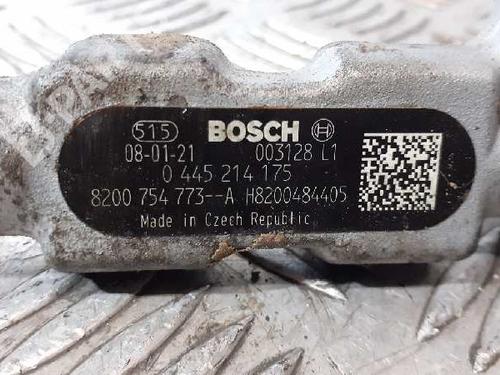 515 BOSCH
08-01-21 003128 L1
0 445 214 175
8200 754 773--A H8200484405
Made in Czech Republic